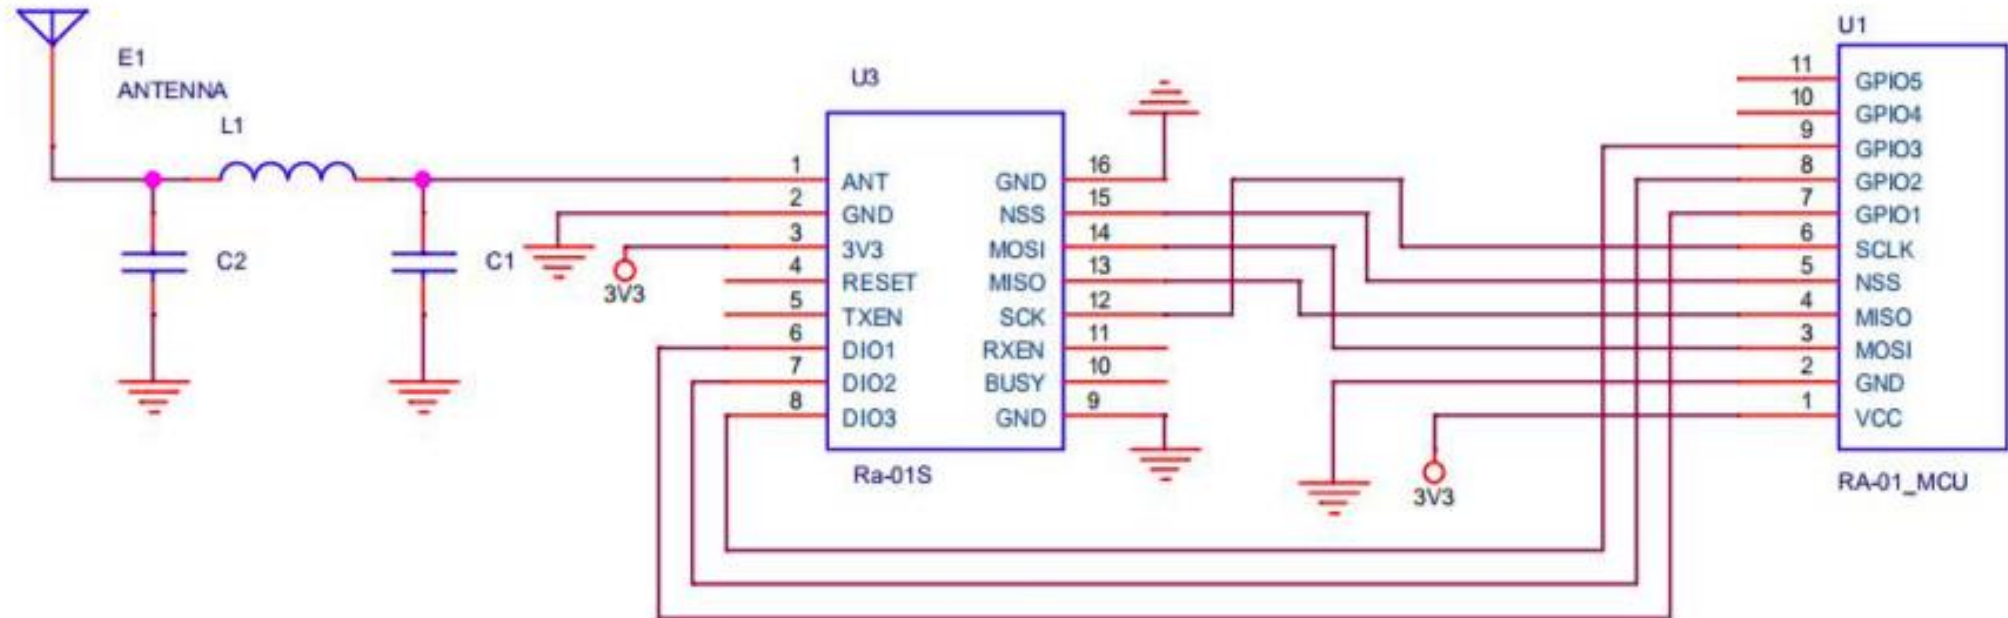 E1
ANTENNA
L1
C2
C1
3V3
U3
1 ANT GND 16
2 GND NSS 15
3 3V3 MOSI 14
4 RESET MISO 13
5 TXEN SCK 12
6 DIO1 RXEN 11
7 DIO2 BUSY 10
8 DIO3 GND 9
Ra-01S
3V3
U1
11 GPIO5
10 GPIO4
9 GPIO3
8 GPIO2
7 GPIO1
6 SCLK
5 NSS
4 MISO
3 MOSI
2 GND
1 VCC
RA-01_MCU